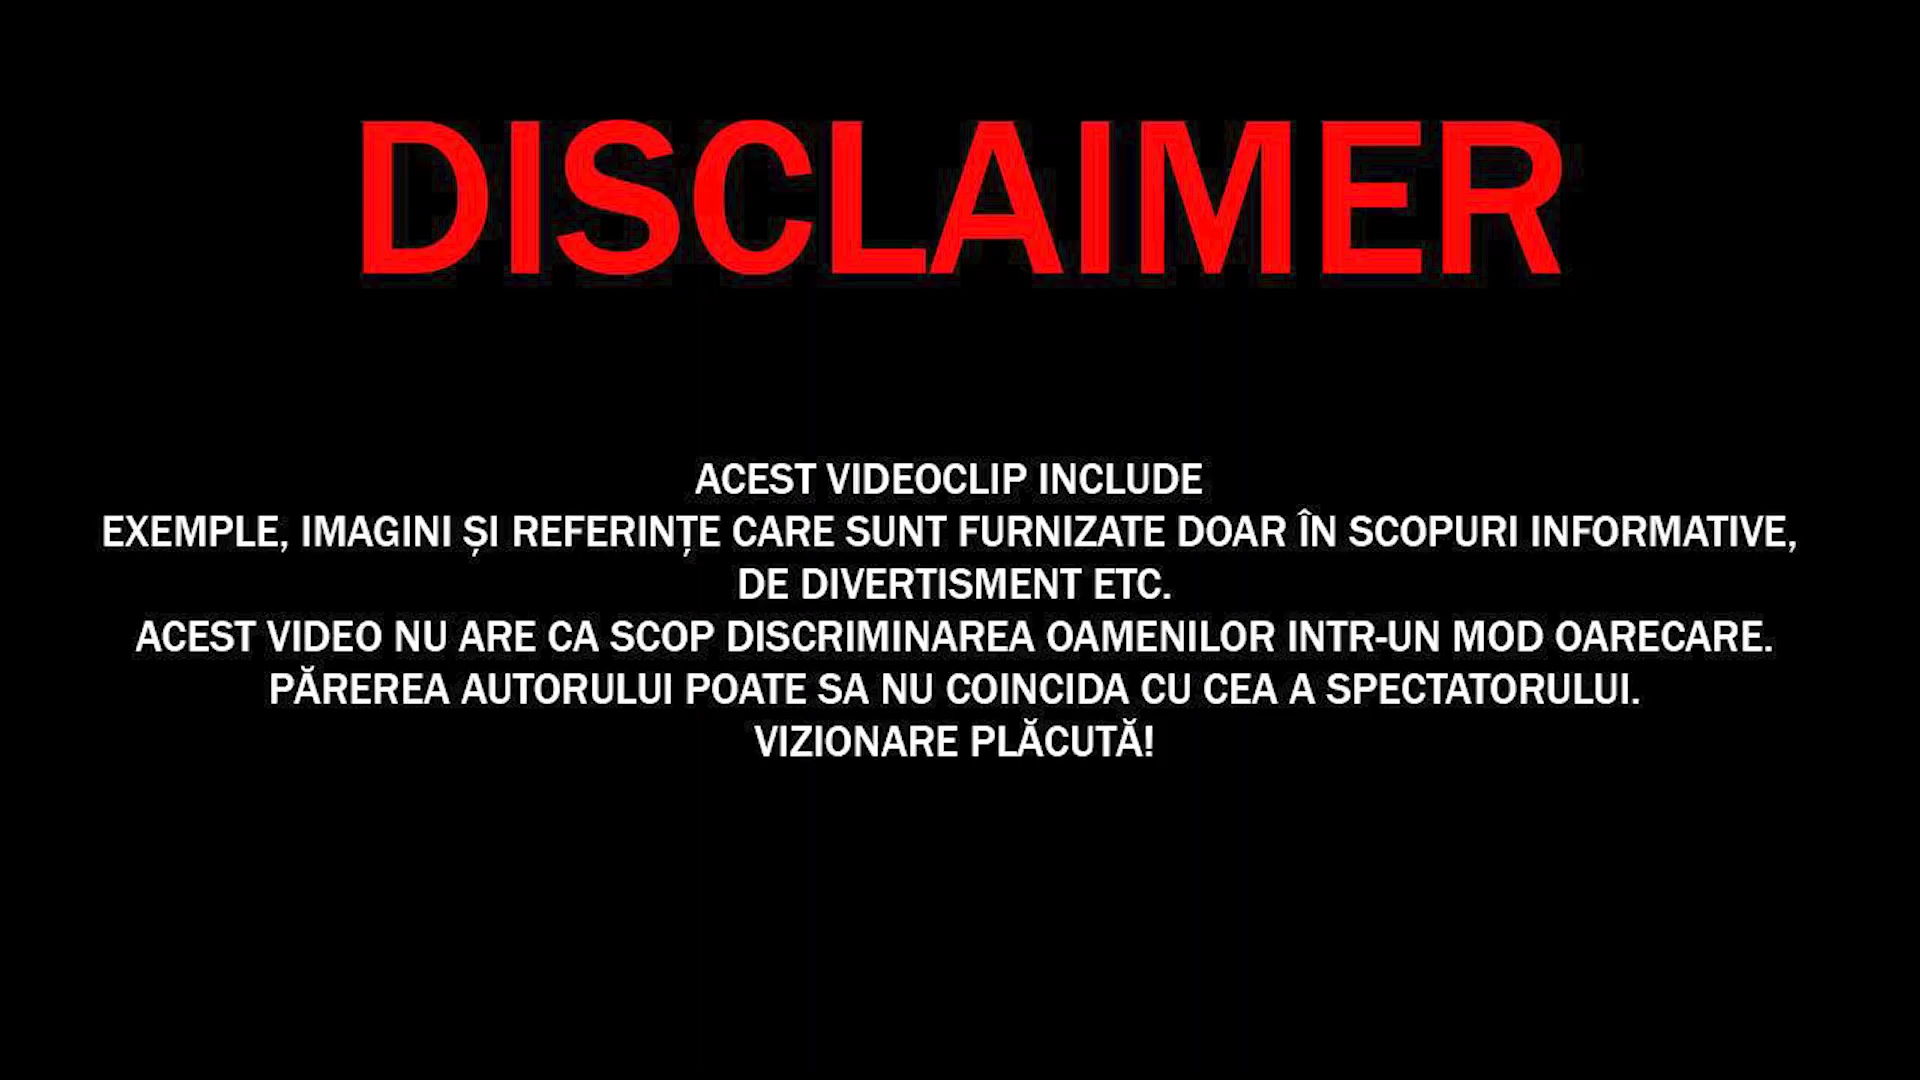 DISCLAIMER
ACEST VIDEOCLIP INCLUDE
EXEMPLE, IMAGINI ȘI REFERINȚE CARE SUNT FURNIZATE DOAR ÎN SCOPURI INFORMATIVE,
DE DIVERTISMENT ETC.
ACEST VIDEO NU ARE CA SCOP DISCRIMINAREA OAMENILOR INTR-UN MOD OARECARE.
PĂREREA AUTORULUI POATE SA NU COINCIDA CU CEA A SPECTATORULUI.
VIZIONARE PLĂCUTĂ!